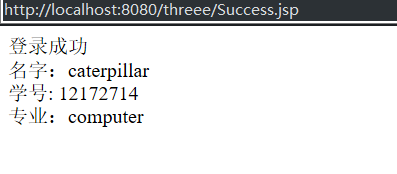 http://localhost:8080/threee/Success.jsp
登录成功
名字：caterpillar
学号: 12172714
专业：computer